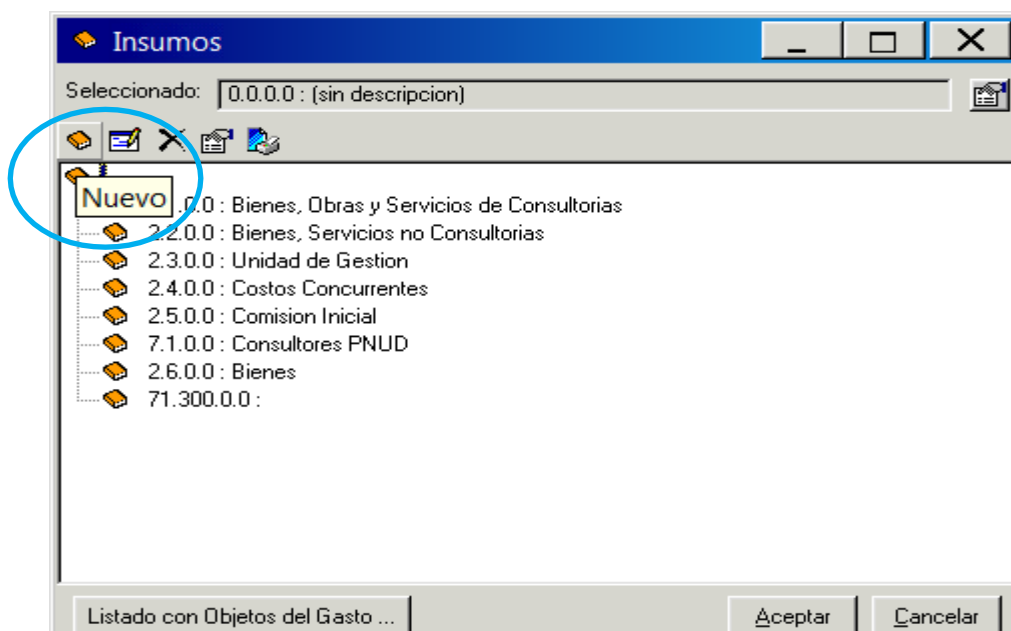 Insumos
Seleccionado: 0.0.0.0 : (sin descripcion)
Nuevo
.0.0 : Bienes, Obras y Servicios de Consultorias
2.2.0.0 : Bienes, Servicios no Consultorias
2.3.0.0 : Unidad de Gestion
2.4.0.0 : Costos Concurrentes
2.5.0.0 : Comision Inicial
7.1.0.0 : Consultores PNUD
2.6.0.0 : Bienes
71.300.0.0 :
Listado con Objetos del Gasto ... Aceptar Cancelar